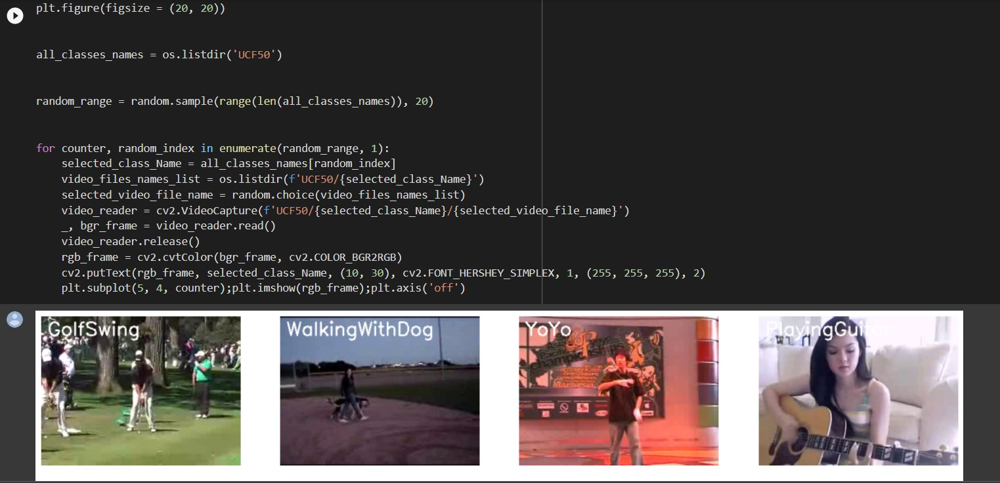 plt.figure(figsize = (20, 20))
all_classes_names = os.listdir('UCF50')
random_range = random.sample(range(len(all_classes_names)), 20)
for counter, random_index in enumerate(random_range, 1):
    selected_class_Name = all_classes_names[random_index]
    video_files_names_list = os.listdir(f'UCF50/{selected_class_Name}')
    selected_video_file_name = random.choice(video_files_names_list)
    video_reader = cv2.VideoCapture(f'UCF50/{selected_class_Name}/{selected_video_file_name}')
    _, bgr_frame = video_reader.read()
    video_reader.release()
    rgb_frame = cv2.cvtColor(bgr_frame, cv2.COLOR_BGR2RGB)
    cv2.putText(rgb_frame, selected_class_Name, (10, 30), cv2.FONT_HERSHEY_SIMPLEX, 1, (255, 255, 255), 2)
    plt.subplot(5, 4, counter);plt.imshow(rgb_frame);plt.axis('off')
GolfSwing
WalkingWithDog
YoYo
PlayingGuitar
championships
MALAYSIA